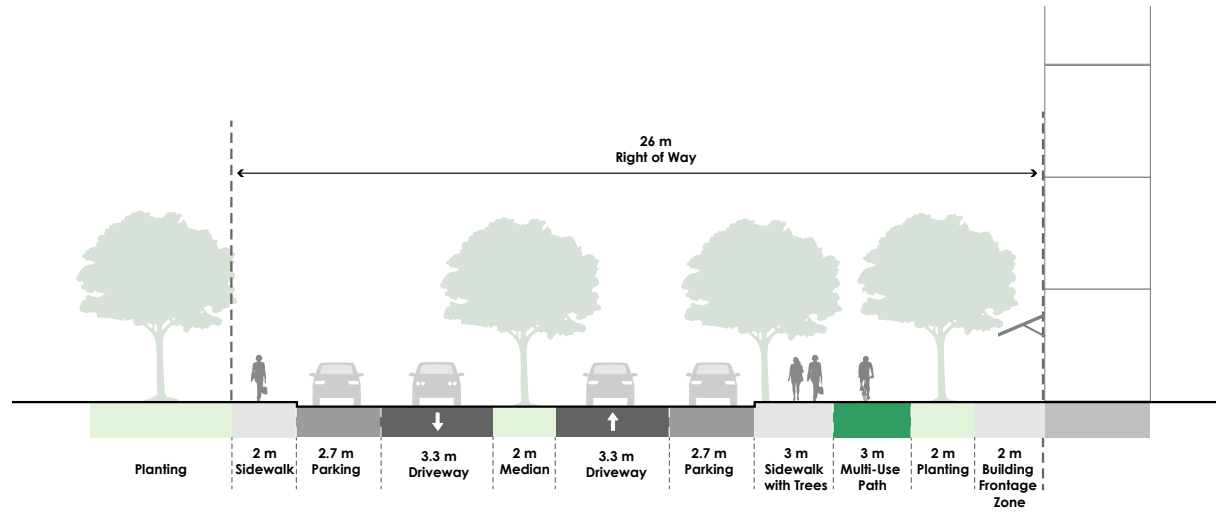 26 m
Right of Way
Planting
2 m
Sidewalk
2.7 m
Parking
3.3 m
Driveway
2 m
Median
3.3 m
Driveway
2.7 m
Parking
3 m
Sidewalk
with Trees
3 m
Multi-Use
Path
2 m
Planting
2 m
Building
Frontage
Zone